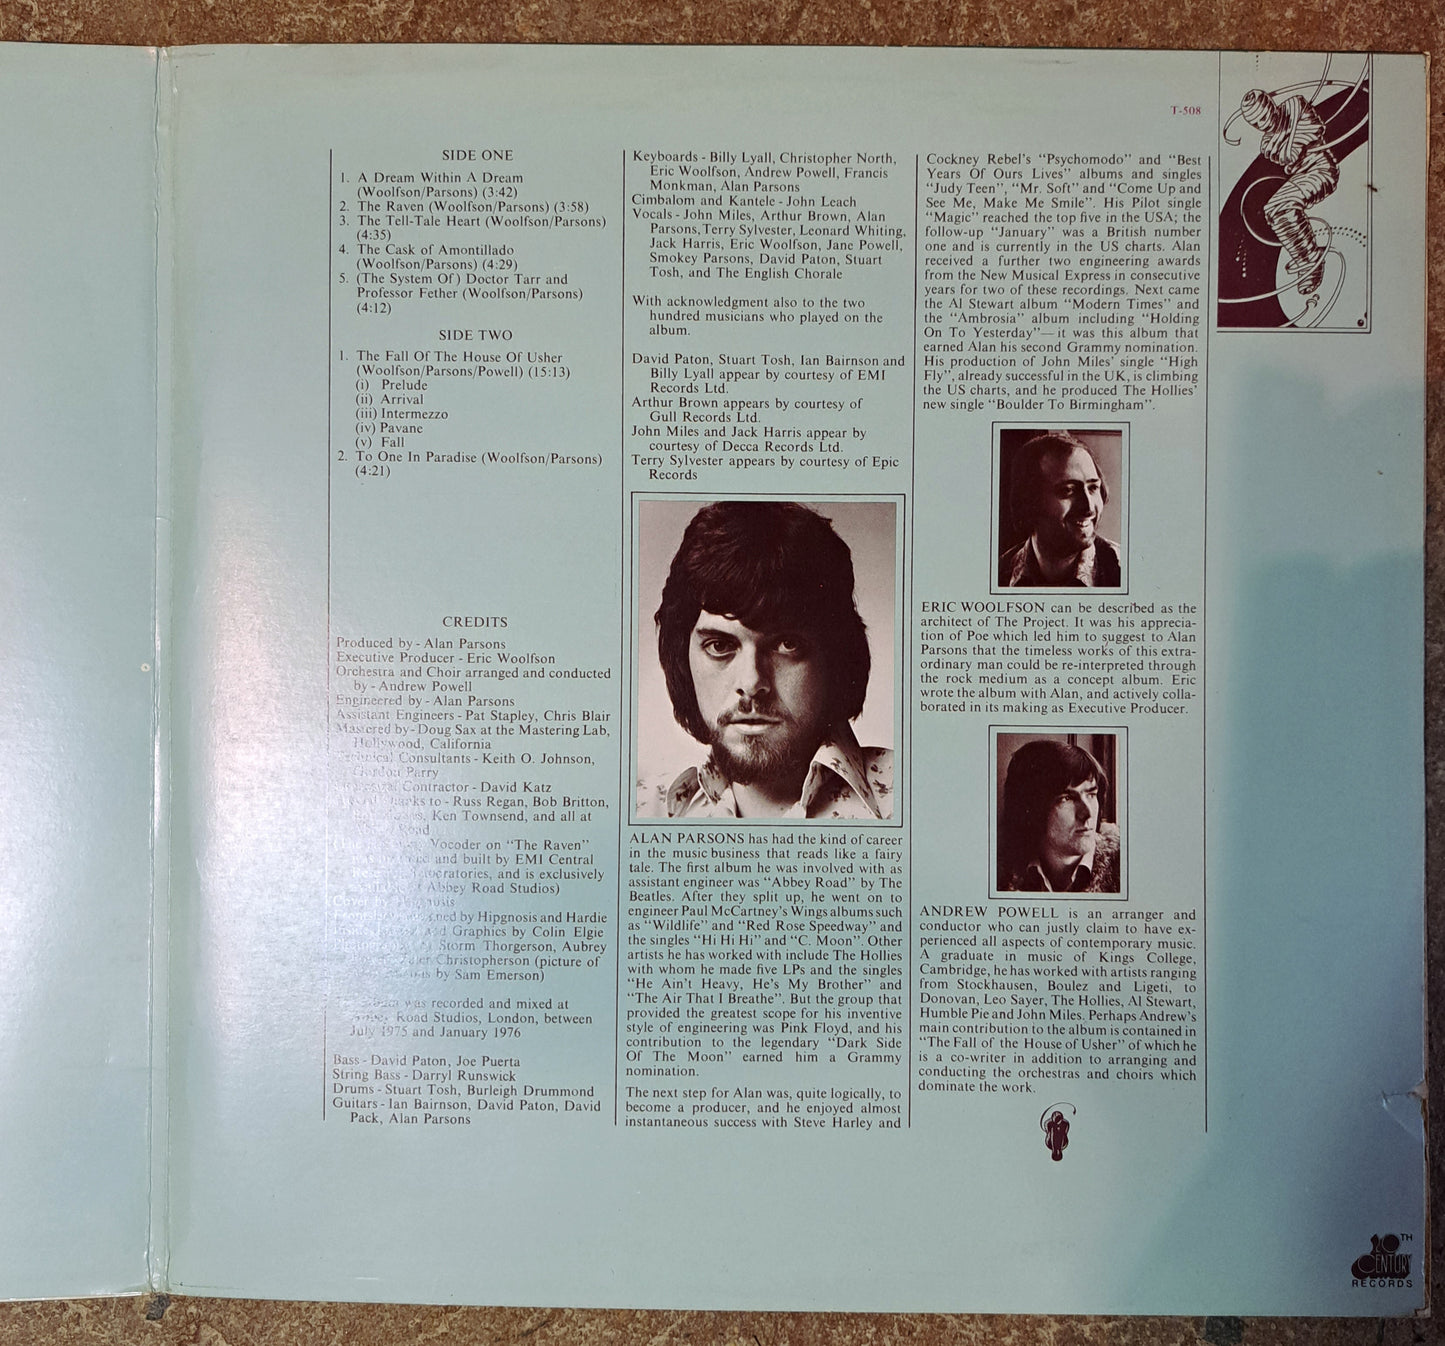 T-508
SIDE ONE
1. A Dream Within A Dream
(Woolfson/Parsons) (3:42)
2. The Raven (Woolfson/Parsons) (3:58)
3. The Tell-Tale Heart (Woolfson/Parsons)
(4:35)
4. The Cask of Amontillado
(Woolfson/Parsons) (4:29)
5. (The System Of) Doctor Tarr and
Professor Fether (Woolfson/Parsons)
(4:12)
SIDE TWO
1. The Fall Of The House Of Usher
(Woolfson/Parsons/Powell) (15:13)
(i) Prelude
(ii) Arrival
(iii) Intermezzo
(iv) Pavane
(v) Fall
2. To One In Paradise (Woolfson/Parsons)
(4:21)
CREDITS
Produced by - Alan Parsons
Executive Producer - Eric Woolfson
Orchestra and Choir arranged and conducted
by - Andrew Powell
Engineered by - Alan Parsons
Assistant Engineers - Pat Stapley, Chris Blair
Mastered by - Doug Sax at the Mastering Lab,
Hollywood, California
Technical Consultants - Keith O. Johnson,
Gordon Parry
Contractor - David Katz
to - Russ Regan, Bob Britton,
Ken Townsend, and all at
Road
Vocoder on "The Raven"
and built by EMI Central
and is exclusively
Abbey Road Studios)
Cover by Hipgnosis
by Hipgnosis and Hardie
and Graphics by Colin Elgie
Storm Thorgerson, Aubrey
Christopherson (picture of
by Sam Emerson)
was recorded and mixed at
Road Studios, London, between
July 1975 and January 1976
Bass - David Paton, Joe Puerta
String Bass - Darryl Runswick
Drums - Stuart Tosh, Burleigh Drummond
Guitars - Ian Bairnson, David Paton, David
Pack, Alan Parsons
Keyboards - Billy Lyall, Christopher North,
Eric Woolfson, Andrew Powell, Francis
Monkman, Alan Parsons
Cimbalom and Kantele - John Leach
Vocals - John Miles, Arthur Brown, Alan
Parsons, Terry Sylvester, Leonard Whiting,
Jack Harris, Eric Woolfson, Jane Powell,
Smokey Parsons, David Paton, Stuart
Tosh, and The English Chorale
With acknowledgment also to the two
hundred musicians who played on the
album.
David Paton, Stuart Tosh, Ian Bairnson and
Billy Lyall appear by courtesy of EMI
Records Ltd.
Arthur Brown appears by courtesy of
Gull Records Ltd.
John Miles and Jack Harris appear by
courtesy of Decca Records Ltd.
Terry Sylvester appears by courtesy of Epic
Records
ALAN PARSONS has had the kind of career
in the music business that reads like a fairy
tale. The first album he was involved with as
assistant engineer was "Abbey Road" by The
Beatles. After they split up, he went on to
engineer Paul McCartney's Wings albums such
as "Wildlife" and "Red Rose Speedway" and
the singles "Hi Hi Hi" and "C. Moon". Other
artists he has worked with include The Hollies
with whom he made five LPs and the singles
"He Ain't Heavy, He's My Brother" and
"The Air That I Breathe". But the group that
provided the greatest scope for his inventive
style of engineering was Pink Floyd, and his
contribution to the legendary "Dark Side
Of The Moon" earned him a Grammy
nomination.
The next step for Alan was, quite logically, to
become a producer, and he enjoyed almost
instantaneous success with Steve Harley and
Cockney Rebel's "Psychomodo" and "Best
Years Of Ours Lives" albums and singles
"Judy Teen", "Mr. Soft" and "Come Up and
See Me, Make Me Smile". His Pilot single
"Magic" reached the top five in the USA; the
follow-up "January" was a British number
one and is currently in the US charts. Alan
received a further two engineering awards
from the New Musical Express in consecutive
years for two of these recordings. Next came
the Al Stewart album "Modern Times" and
the "Ambrosia" album including "Holding
On To Yesterday"—it was this album that
earned Alan his second Grammy nomination.
His production of John Miles' single "High
Fly", already successful in the UK, is climbing
the US charts, and he produced The Hollies'
new single "Boulder To Birmingham".
ERIC WOOLFSON can be described as the
architect of The Project. It was his apprecia-
tion of Poe which led him to suggest to Alan
Parsons that the timeless works of this extra-
ordinary man could be re-interpreted through
the rock medium as a concept album. Eric
wrote the album with Alan, and actively colla-
borated in its making as Executive Producer.
ANDREW POWELL is an arranger and
conductor who can justly claim to have ex-
perienced all aspects of contemporary music.
A graduate in music of Kings College,
Cambridge, he has worked with artists ranging
from Stockhausen, Boulez and Ligeti, to
Donovan, Leo Sayer, The Hollies, Al Stewart,
Humble Pie and John Miles. Perhaps Andrew's
main contribution to the album is contained in
"The Fall of the House of Usher" of which he
is a co-writer in addition to arranging and
conducting the orchestras and choirs which
dominate the work.
20TH
CENTURY
RECORDS